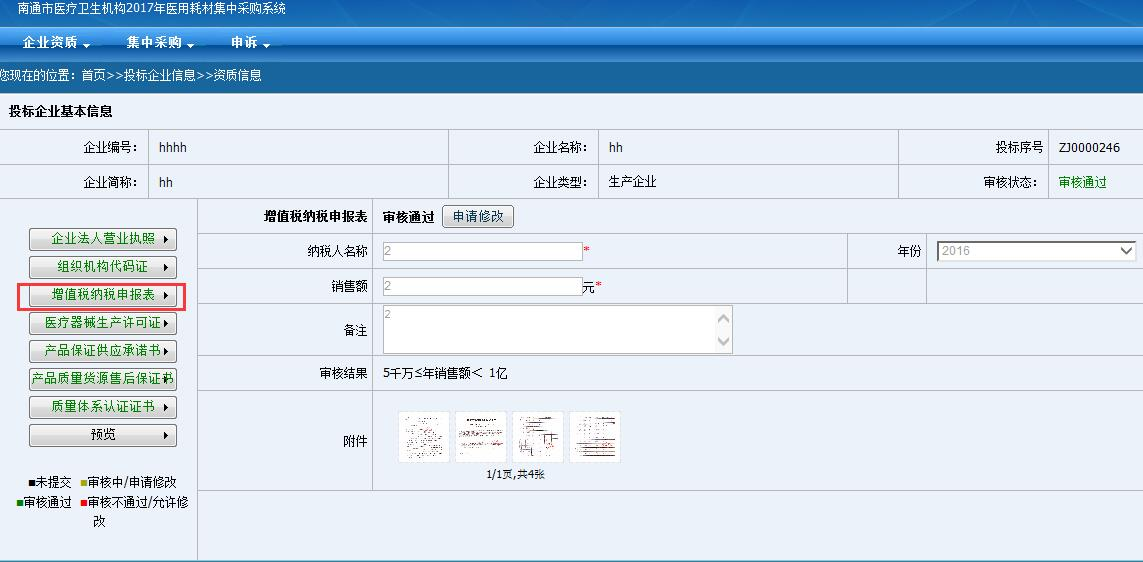 南通市医疗卫生机构2017年医用耗材集中采购系统
企业资质 集中采购 申诉
您现在的位置：首页>>投标企业信息>>资质信息
投标企业基本信息
企业编号： hhhh 企业名称： hh 投标序号 ZJ0000246
企业简称： hh 企业类型： 生产企业 审核状态： 审核通过
增值税纳税申报表 审核通过 申请修改
纳税人名称 2 * 年份 2016
销售额 2 元*
备注 2
审核结果 5千万≤年销售额＜ 1亿
附件
1/1页,共4张
企业法人营业执照
组织机构代码证
增值税纳税申报表
医疗器械生产许可证
产品保证供应承诺书
产品质量货源售后保证书
质量体系认证证书
预览
■未提交 ■审核中/申请修改
■审核通过 ■审核不通过/允许修
改